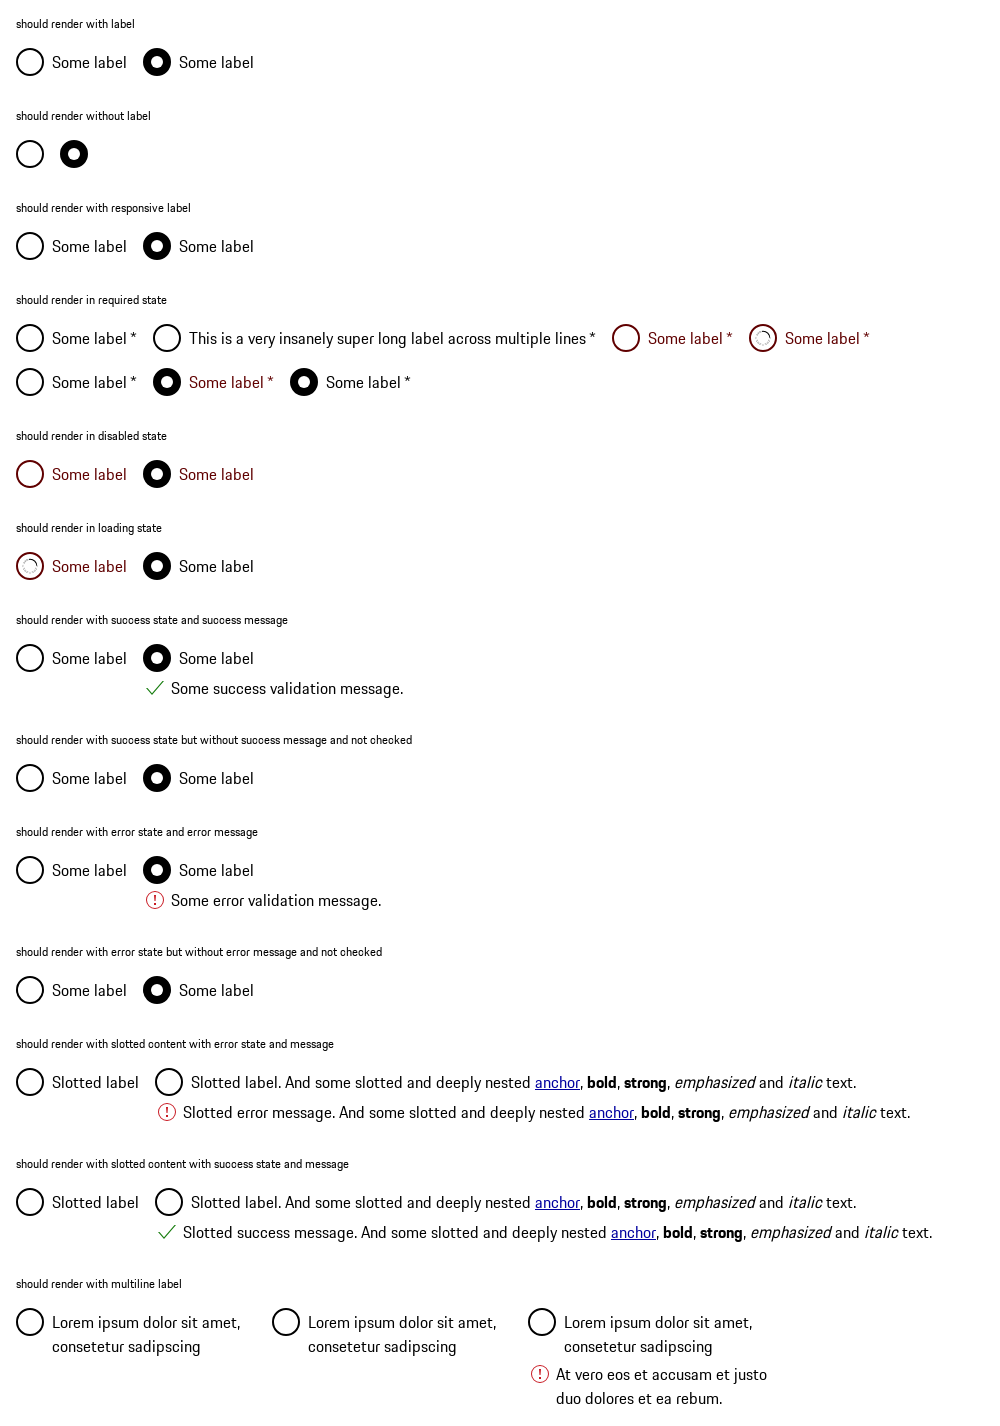 should render with label
Some label Some label
should render without label
should render with responsive label
Some label Some label
should render in required state
Some label * This is a very insanely super long label across multiple lines * Some label * Some label *
Some label * Some label * Some label *
should render in disabled state
Some label Some label
should render in loading state
Some label Some label
should render with success state and success message
Some label Some label
Some success validation message.
should render with success state but without success message and not checked
Some label Some label
should render with error state and error message
Some label Some label
Some error validation message.
should render with error state but without error message and not checked
Some label Some label
should render with slotted content with error state and message
Slotted label Slotted label. And some slotted and deeply nested anchor, bold, strong, emphasized and italic text.
Slotted error message. And some slotted and deeply nested anchor, bold, strong, emphasized and italic text.
should render with slotted content with success state and message
Slotted label Slotted label. And some slotted and deeply nested anchor, bold, strong, emphasized and italic text.
Slotted success message. And some slotted and deeply nested anchor, bold, strong, emphasized and italic text.
should render with multiline label
Lorem ipsum dolor sit amet, Lorem ipsum dolor sit amet, Lorem ipsum dolor sit amet,
consetetur sadipscing consetetur sadipscing consetetur sadipscing
At vero eos et accusam et justo
duo dolores et ea rebum.